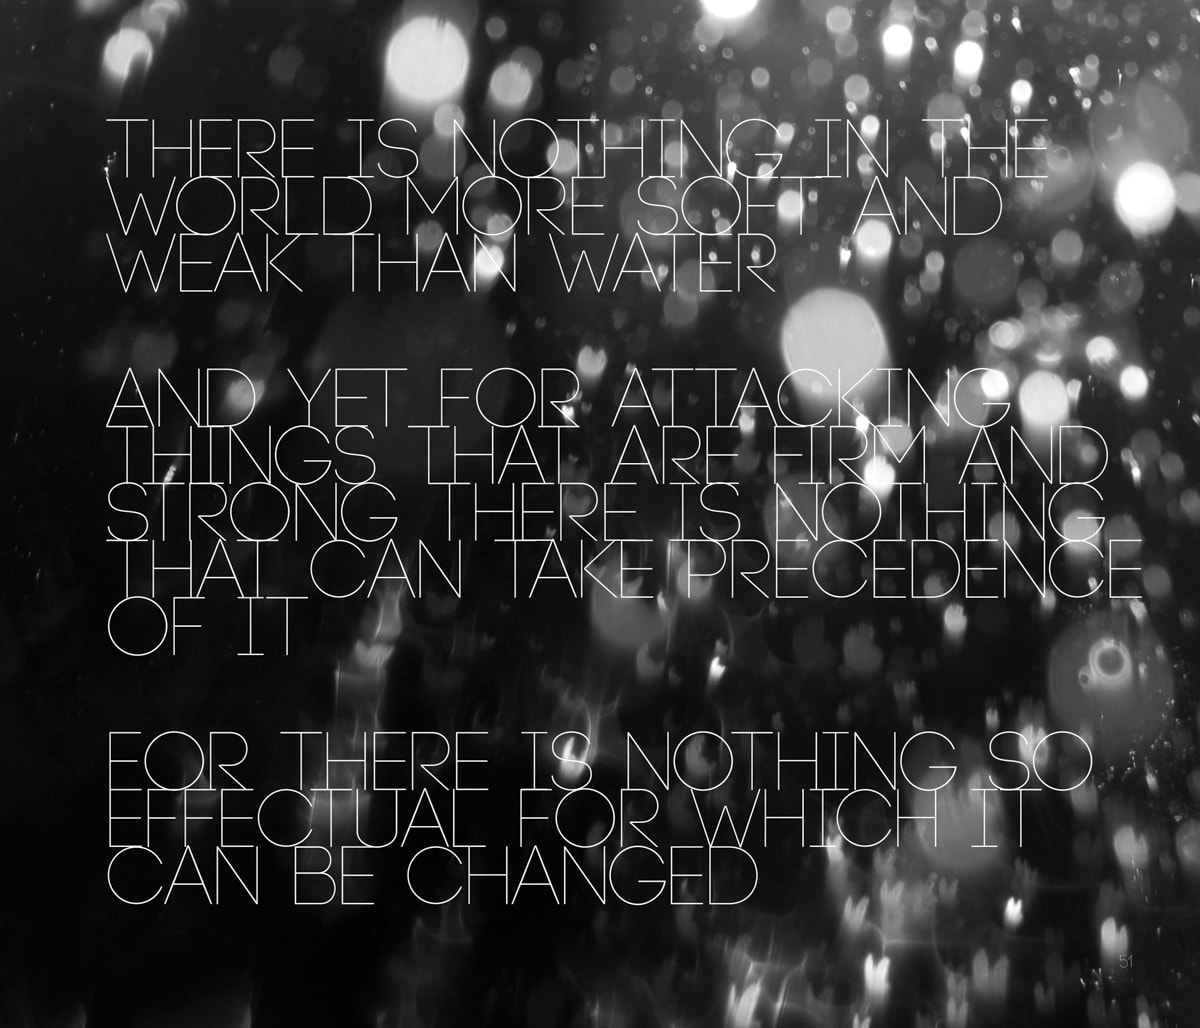 THERE IS NOTHING IN THE
WORLD MORE SOFT AND
WEAK THAN WATER
AND YET FOR ATTACKING
THINGS THAT ARE FIRM AND
STRONG THERE IS NOTHING
THAT CAN TAKE PRECEDENCE
OF IT
FOR THERE IS NOTHING SO
EFFECTUAL FOR WHICH IT
CAN BE CHANGED
51